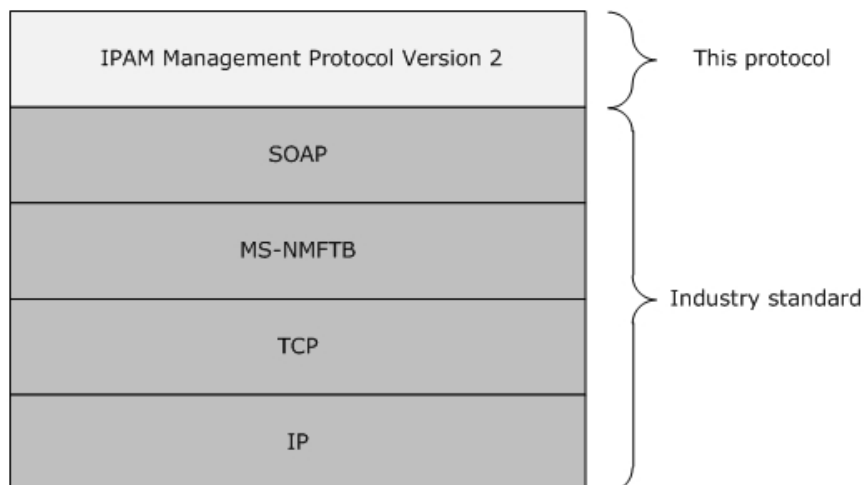 IPAM Management Protocol Version 2
This protocol
SOAP
MS-NMFTB
TCP
Industry standard
IP